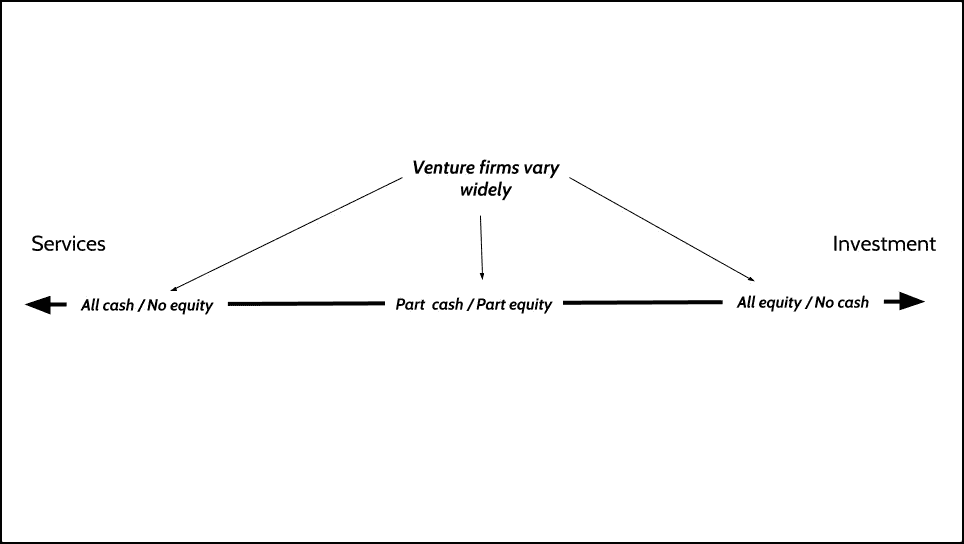 Venture firms vary
widely
Services
Investment
All cash / No equity
Part cash / Part equity
All equity / No cash